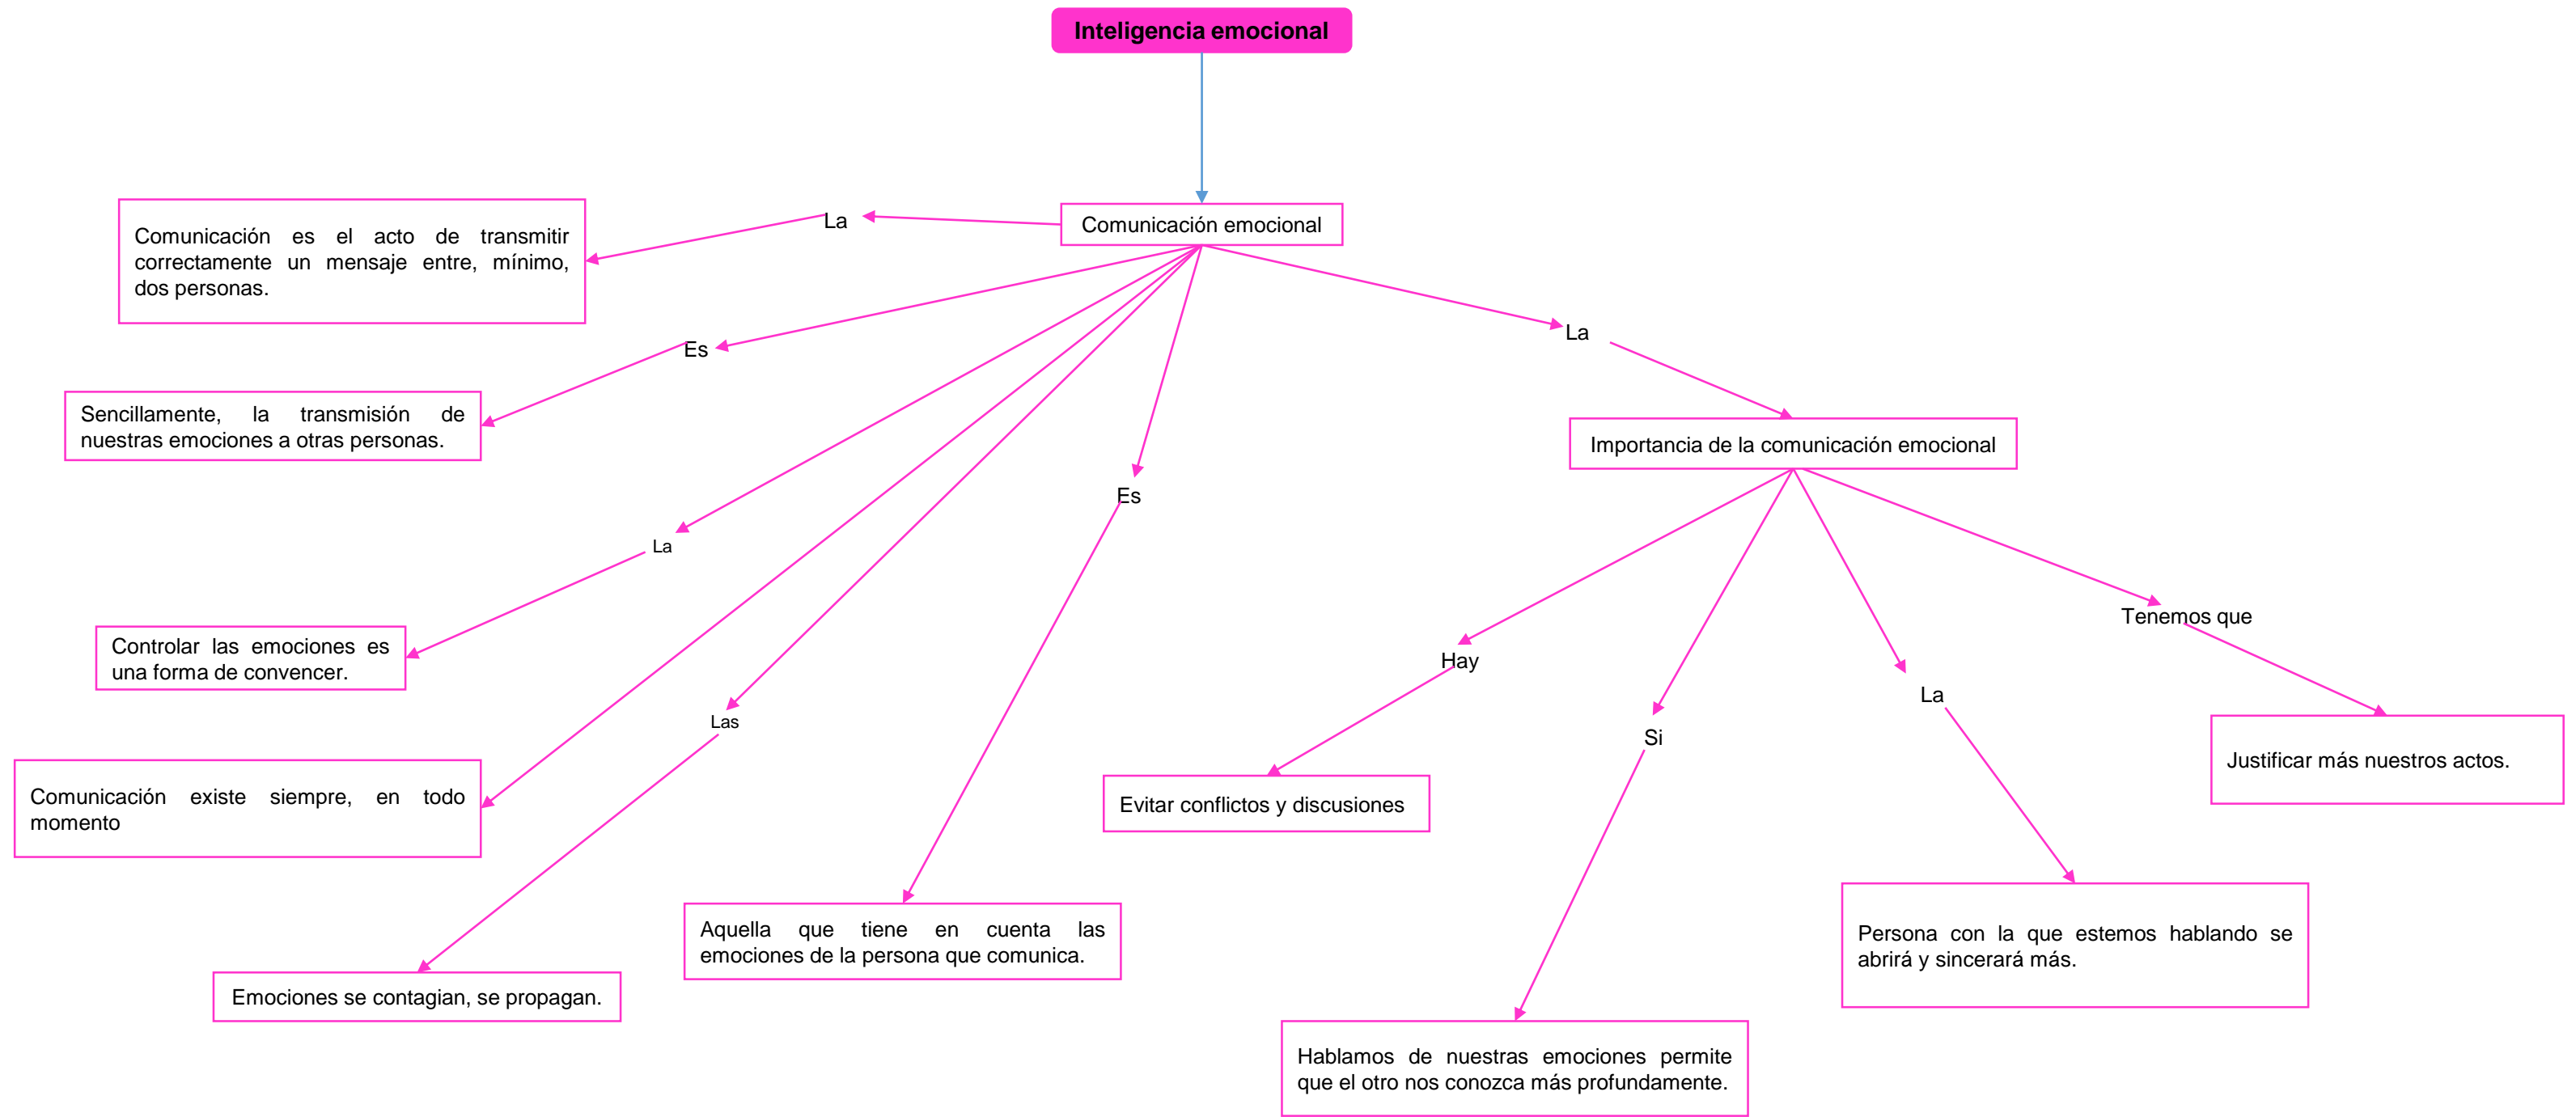 Inteligencia emocional
Comunicación emocional
La
Comunicación es el acto de transmitir
correctamente un mensaje entre, mínimo,
dos personas.
Es
Sencillamente, la transmisión de
nuestras emociones a otras personas.
La
Controlar las emociones es
una forma de convencer.
Comunicación existe siempre, en todo
momento
Las
Emociones se contagian, se propagan.
Es
Aquella que tiene en cuenta las
emociones de la persona que comunica.
La
Importancia de la comunicación emocional
Hay
Evitar conflictos y discusiones
Si
Hablamos de nuestras emociones permite
que el otro nos conozca más profundamente.
La
Persona con la que estemos hablando se
abrirá y sincerará más.
Tenemos que
Justificar más nuestros actos.